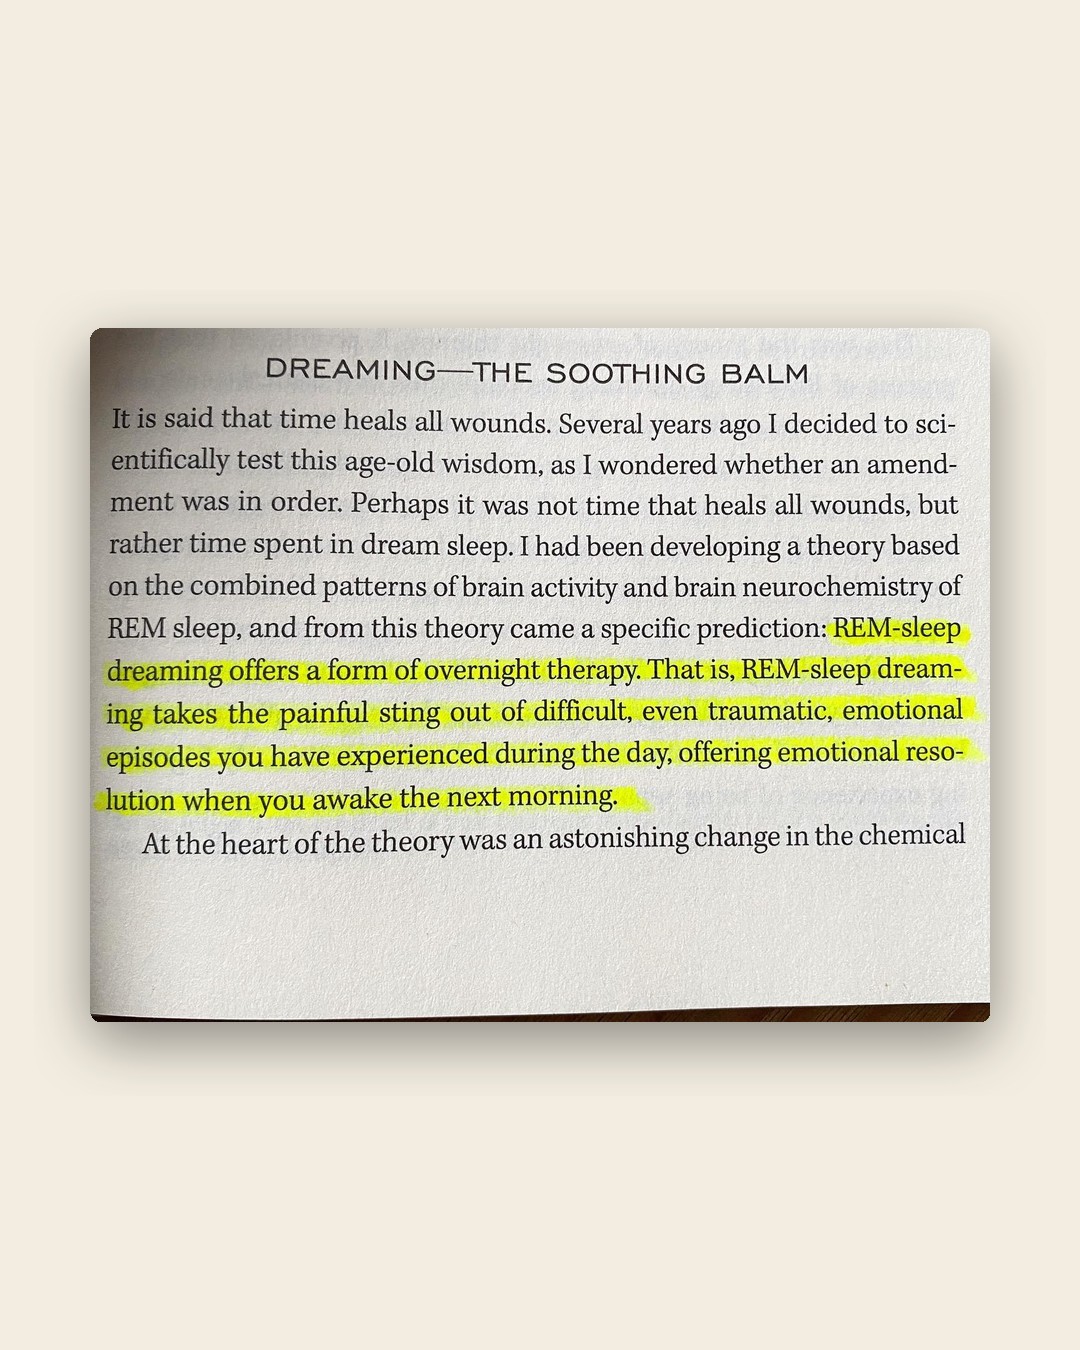 DREAMING—THE SOOTHING BALM
It is said that time heals all wounds. Several years ago I decided to sci-
entifically test this age-old wisdom, as I wondered whether an amend-
ment was in order. Perhaps it was not time that heals all wounds, but
rather time spent in dream sleep. I had been developing a theory based
on the combined patterns of brain activity and brain neurochemistry of
REM sleep, and from this theory came a specific prediction: REM-sleep
dreaming offers a form of overnight therapy. That is, REM-sleep dream-
ing takes the painful sting out of difficult, even traumatic, emotional
episodes you have experienced during the day, offering emotional reso-
lution when you awake the next morning.
At the heart of the theory was an astonishing change in the chemical